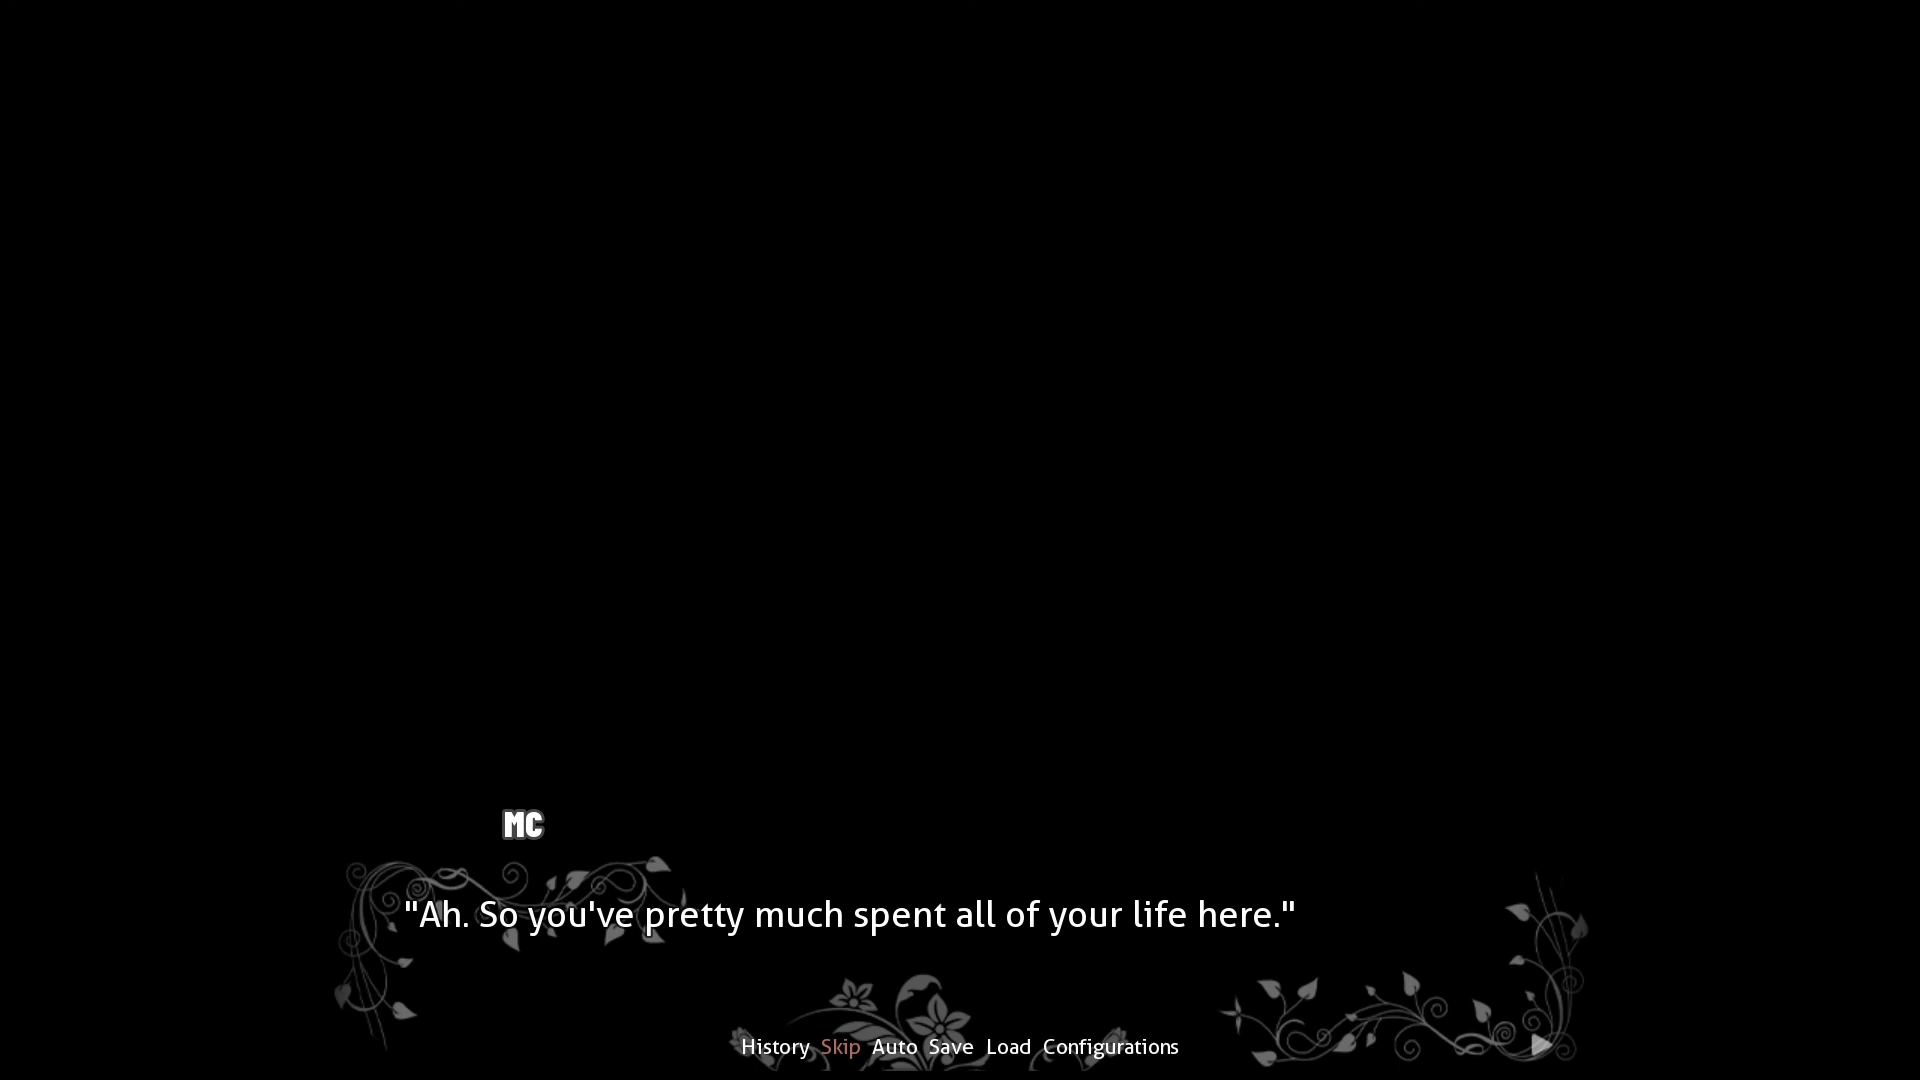 MC
"Ah. So you've pretty much spent all of your life here."
History Skip Auto Save Load Configurations